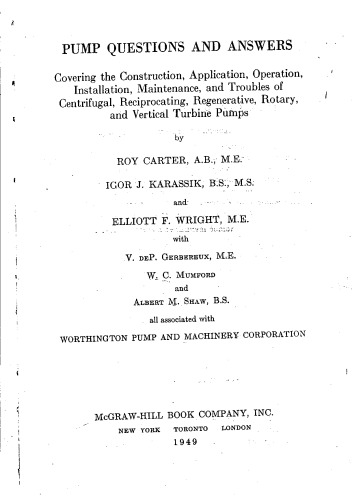 PUMP QUESTIONS AND ANSWERS
Covering the Construction, Application, Operation,
Installation, Maintenance, and Troubles of
Centrifugal, Reciprocating, Regenerative, Rotary,
and Vertical Turbine Pumps
by
ROY CARTER, A.B., M.E.
IGOR J. KARASSIK, B.S., M.S.
and
ELLIOTT F. WRIGHT, M.E.
with
V. DEP. GERBEREUX, M.E.
W. C. MUMFORD
and
ALBERT M. SHAW, B.S.
all associated with
WORTHINGTON PUMP AND MACHINERY CORPORATION
McGRAW-HILL BOOK COMPANY, INC.
NEW YORK TORONTO LONDON
1949